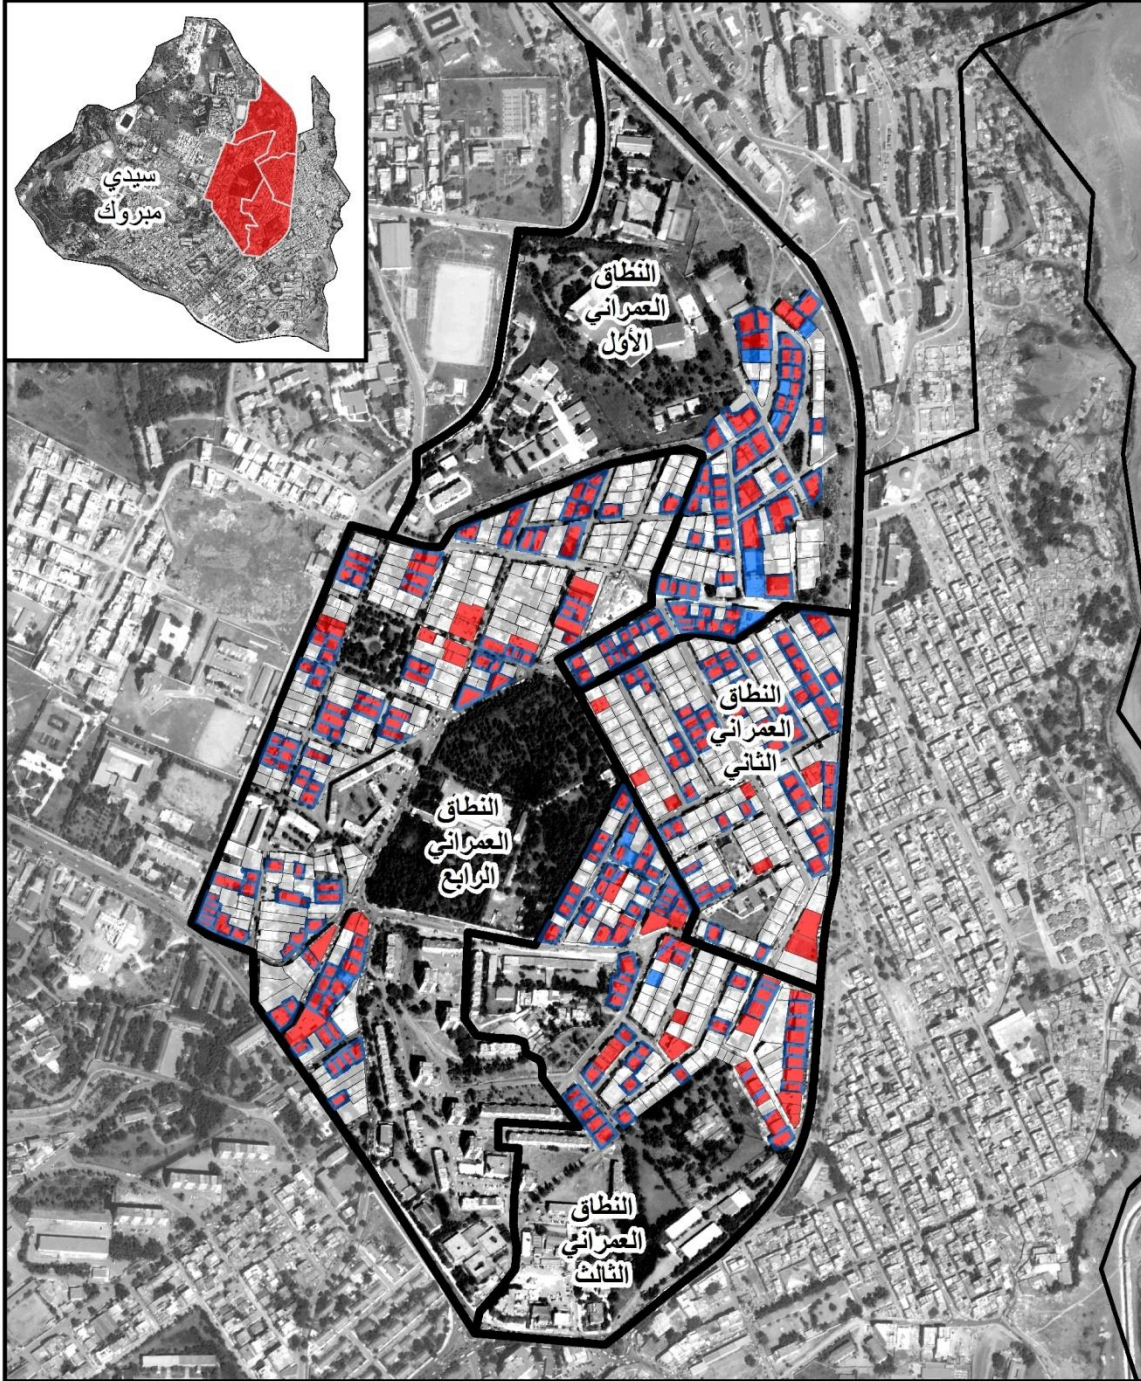 سيدي
مبروك
النطاق
العمراني
الأول
النطاق
العمراني
الثاني
النطاق
العمراني
الرابع
النطاق
العمراني
الثالث